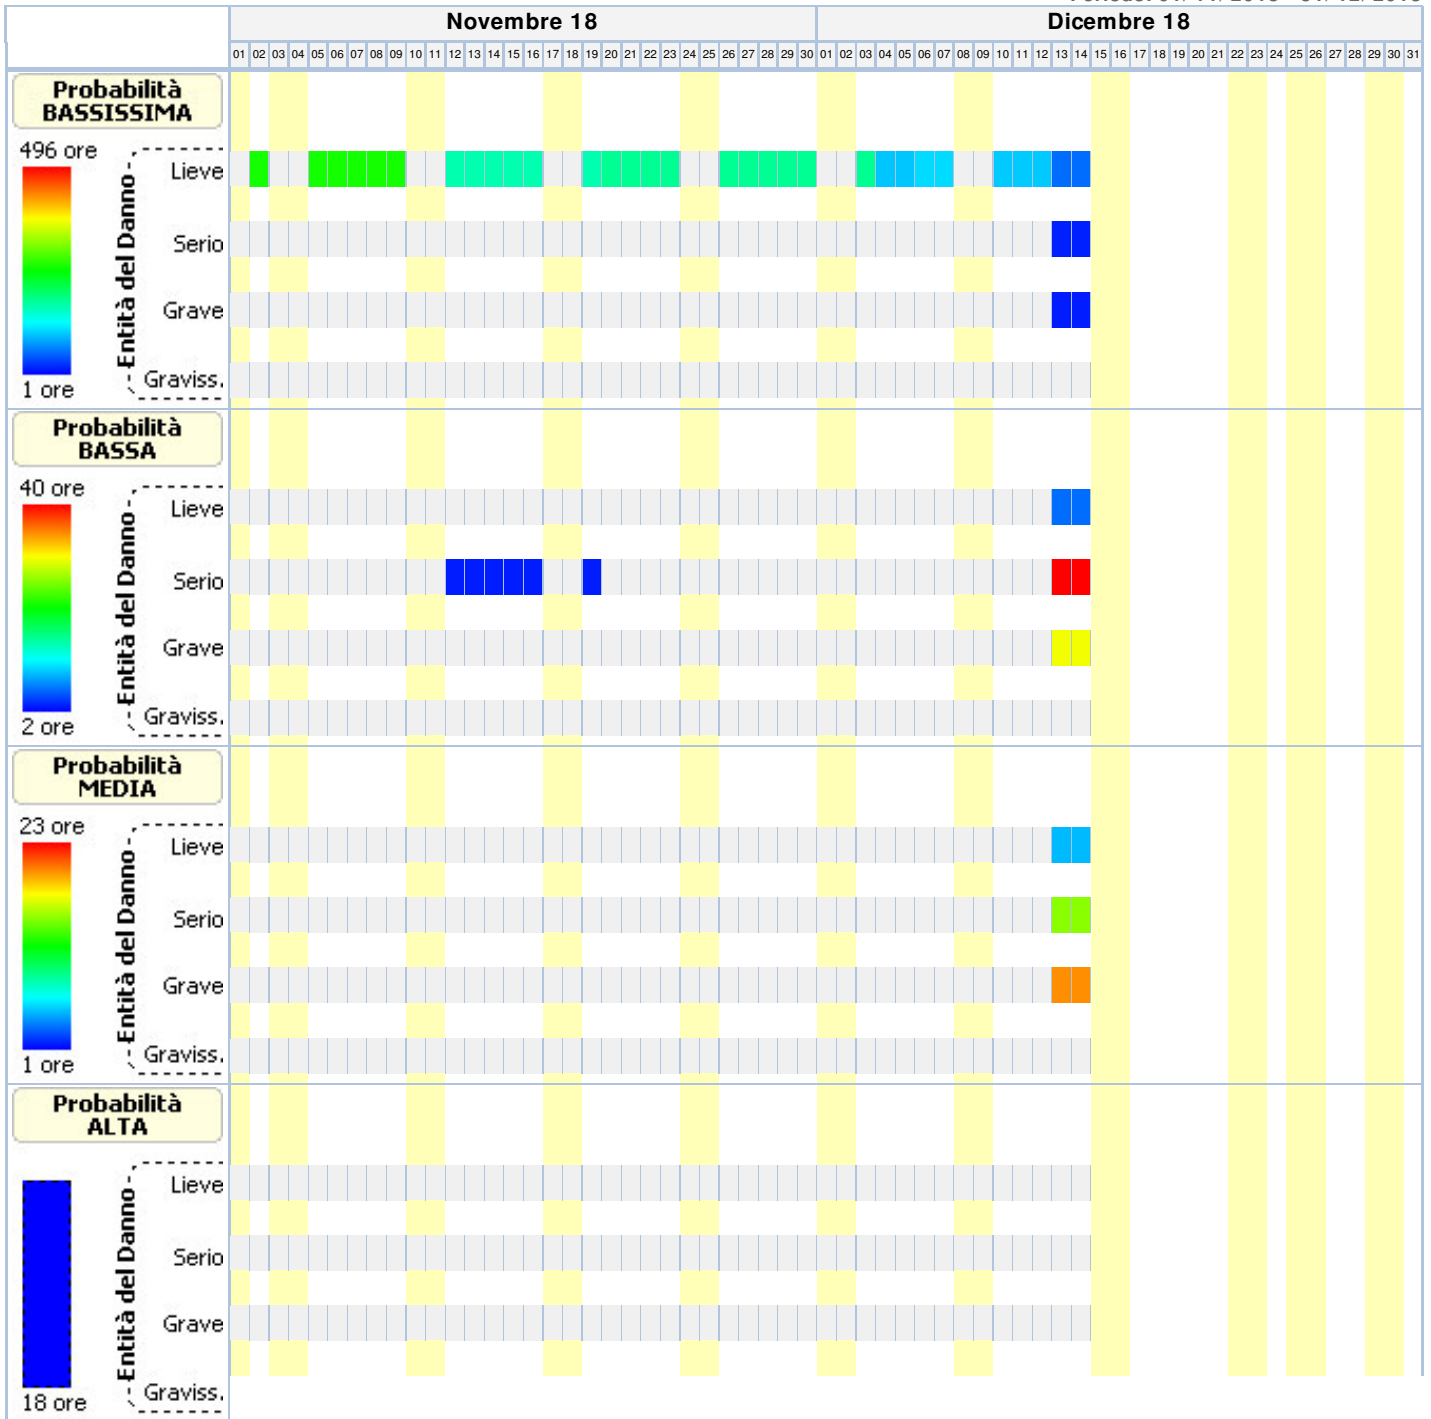 Novembre 18 Dicembre 18
01 02 03 04 05 06 07 08 09 10 11 12 13 14 15 16 17 18 19 20 21 22 23 24 25 26 27 28 29 30 01 02 03 04 05 06 07 08 09 10 11 12 13 14 15 16 17 18 19 20 21 22 23 24 25 26 27 28 29 30 31
Probabilità
BASSISSIMA
496 ore
1 ore
Entità del Danno
Lieve
Serio
Grave
Graviss.
Probabilità
BASSA
40 ore
2 ore
Entità del Danno
Lieve
Serio
Grave
Graviss.
Probabilità
MEDIA
23 ore
1 ore
Entità del Danno
Lieve
Serio
Grave
Graviss.
Probabilità
ALTA
18 ore
Entità del Danno
Lieve
Serio
Grave
Graviss.